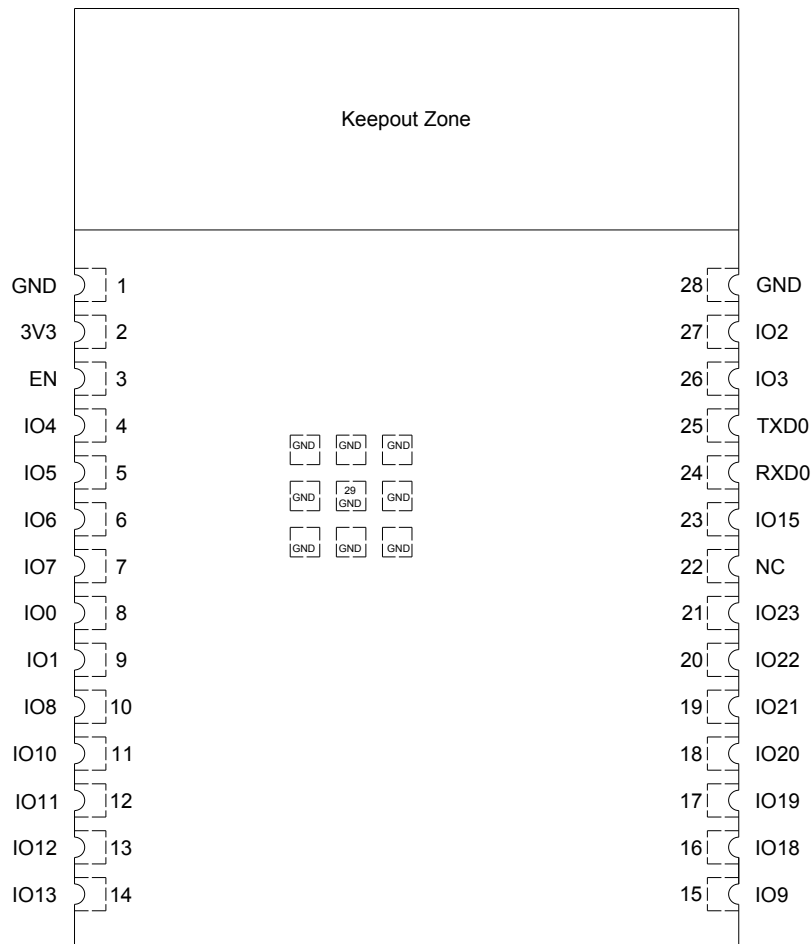 Keepout Zone
GND 1 28 GND
3V3 2 27 IO2
EN 3 26 IO3
IO4 4 25 TXD0
GND GND GND
IO5 5 24 RXD0
GND 29 GND GND
IO6 6 23 IO15
GND GND GND
IO7 7 22 NC
IO0 8 21 IO23
IO1 9 20 IO22
IO8 10 19 IO21
IO10 11 18 IO20
IO11 12 17 IO19
IO12 13 16 IO18
IO13 14 15 IO9